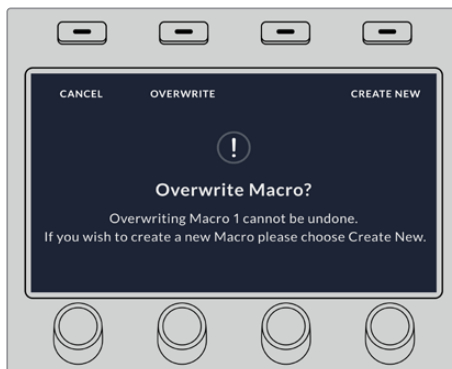 CANCEL OVERWRITE CREATE NEW
!
Overwrite Macro?
Overwriting Macro 1 cannot be undone.
If you wish to create a new Macro please choose Create New.